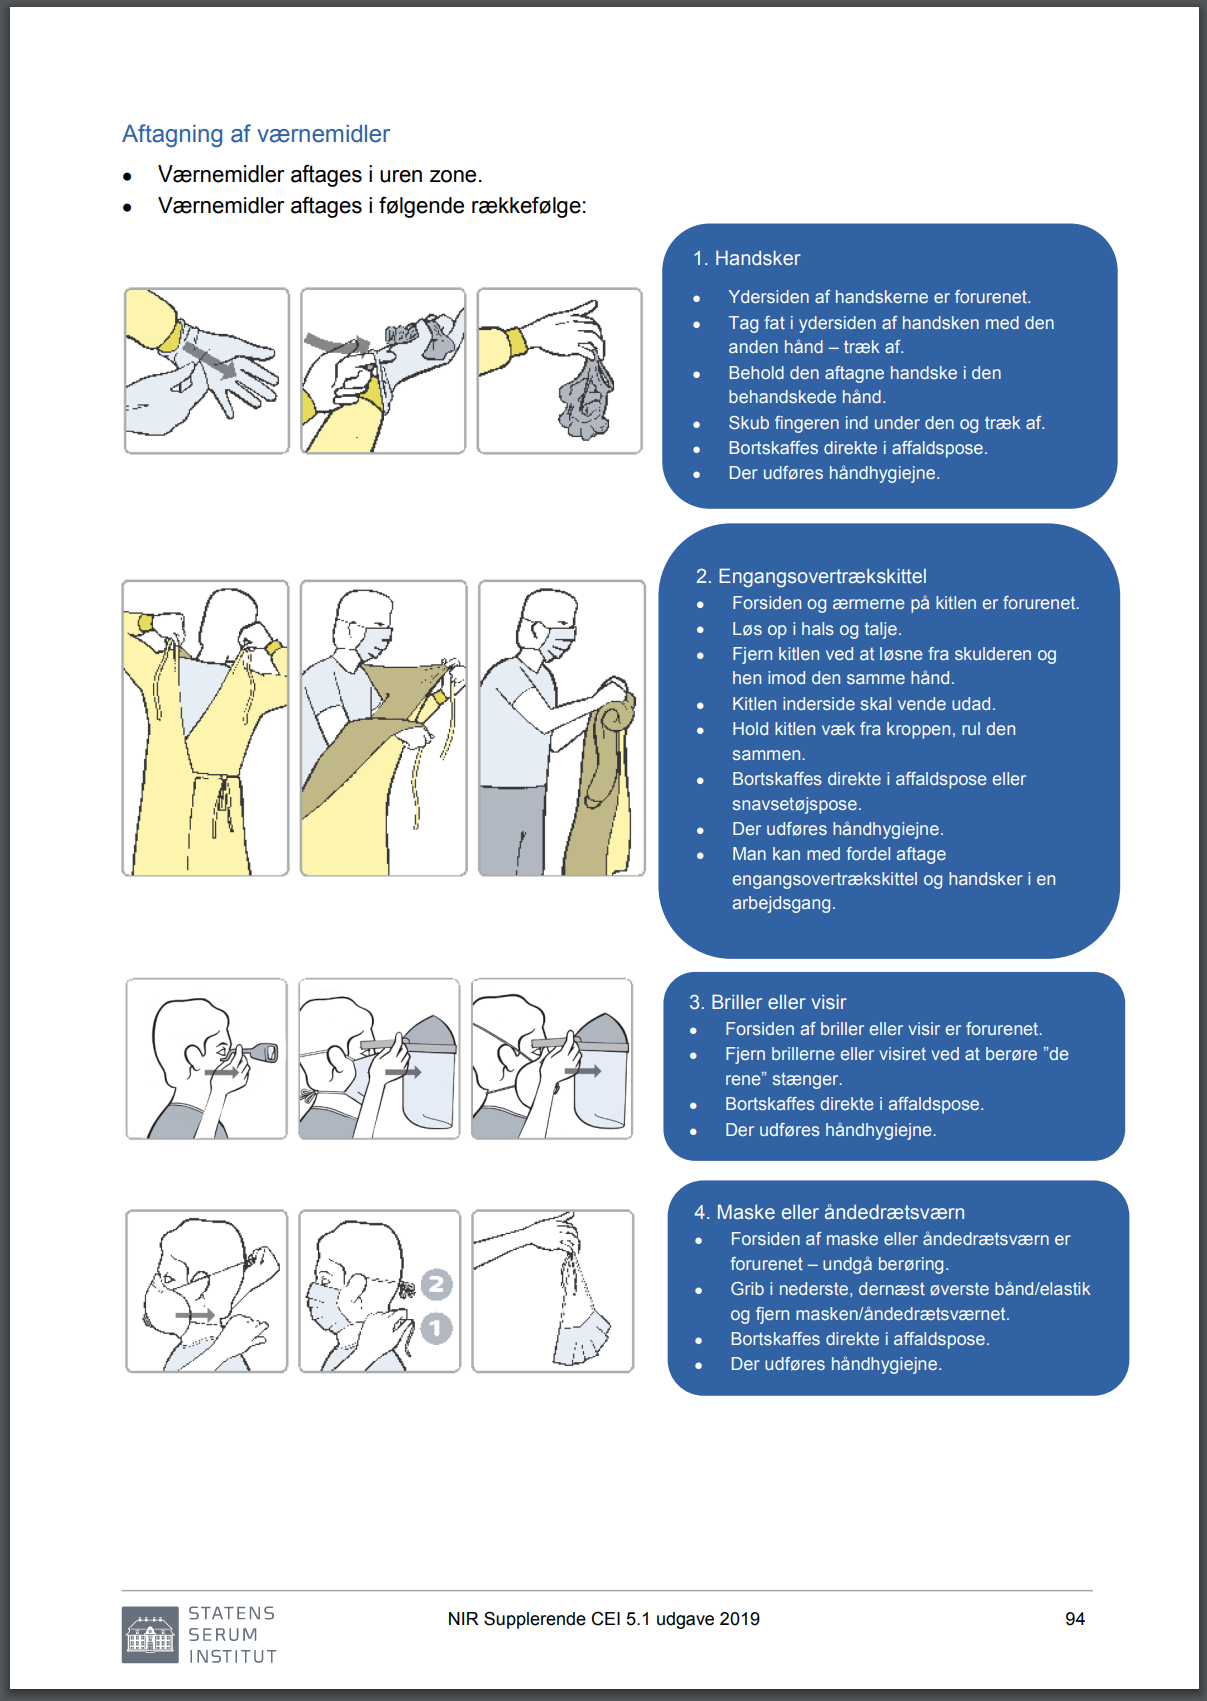 Aftagning af værnemidler
• Værnemidler aftages i uren zone.
• Værnemidler aftages i følgende rækkefølge:
1. Handsker
• Ydersiden af handskerne er forurenet.
• Tag fat i ydersiden af handsken med den
anden hånd – træk af.
• Behold den aftagne handske i den
behandskede hånd.
• Skub fingeren ind under den og træk af.
• Bortskaffes direkte i affaldspose.
• Der udføres håndhygiejne.
2. Engangsovertrækskittel
• Forsiden og ærmerne på kitlen er forurenet.
• Løs op i hals og talje.
• Fjern kitlen ved at løsne fra skulderen og
hen imod den samme hånd.
• Kitlen inderside skal vende udad.
• Hold kitlen væk fra kroppen, rul den
sammen.
• Bortskaffes direkte i affaldspose eller
snavsetøjspose.
• Der udføres håndhygiejne.
• Man kan med fordel aftage
engangsovertrækskittel og handsker i en
arbejdsgang.
3. Briller eller visir
• Forsiden af briller eller visir er forurenet.
• Fjern brillerne eller visiret ved at berøre ”de
rene” stænger.
• Bortskaffes direkte i affaldspose.
• Der udføres håndhygiejne.
2
1
4. Maske eller åndedrætsværn
• Forsiden af maske eller åndedrætsværn er
forurenet – undgå berøring.
• Grib i nederste, dernæst øverste bånd/elastik
og fjern masken/åndedrætsværnet.
• Bortskaffes direkte i affaldspose.
• Der udføres håndhygiejne.
STATENS
SERUM
INSTITUT
NIR Supplerende CEI 5.1 udgave 2019
94